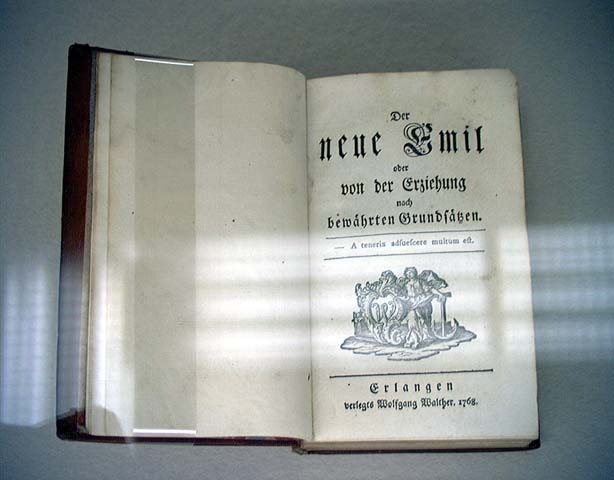 Der
neue Emil
oder
von der Erziehung
nach
bewährten Grundſätzen.
— A teneris adſueſcere multum eſt.
Erlangen
verlegts Wolfgang Walther. 1768.